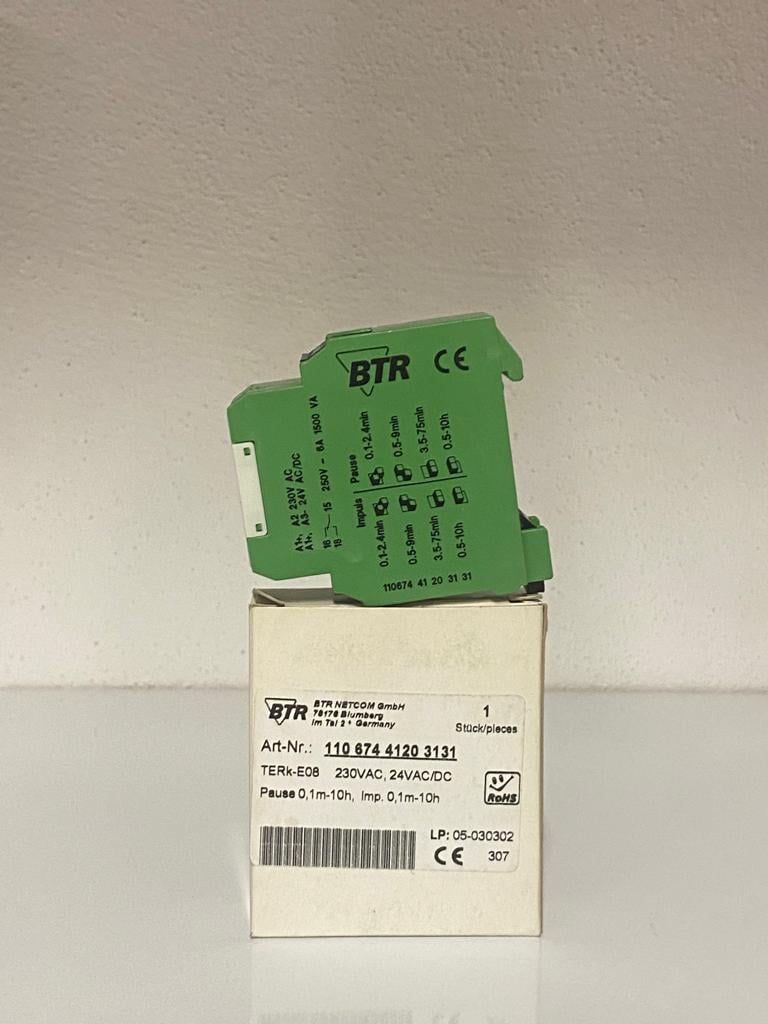 BTR CE
A1+, A2 230V AC
A1+, A3- 24V AC/DC
16
18
15 250V - 6A 1500 VA
Impuls Pause
0.1-2.4min 0.1-2.4min
0.5-9min 0.5-9min
3.5-75min 3.5-75min
0.5-10h 0.5-10h
110674 41 20 31 31
BTR
BTR NETCOM GmbH
78176 Blumberg
Im Tal 2 • Germany
1
Stück/pieces
Art-Nr.: 110 674 4120 3131
TERk-E08 230VAC, 24VAC/DC
Pause 0,1m-10h, Imp. 0,1m-10h
RoHS
LP: 05-030302
CE 307